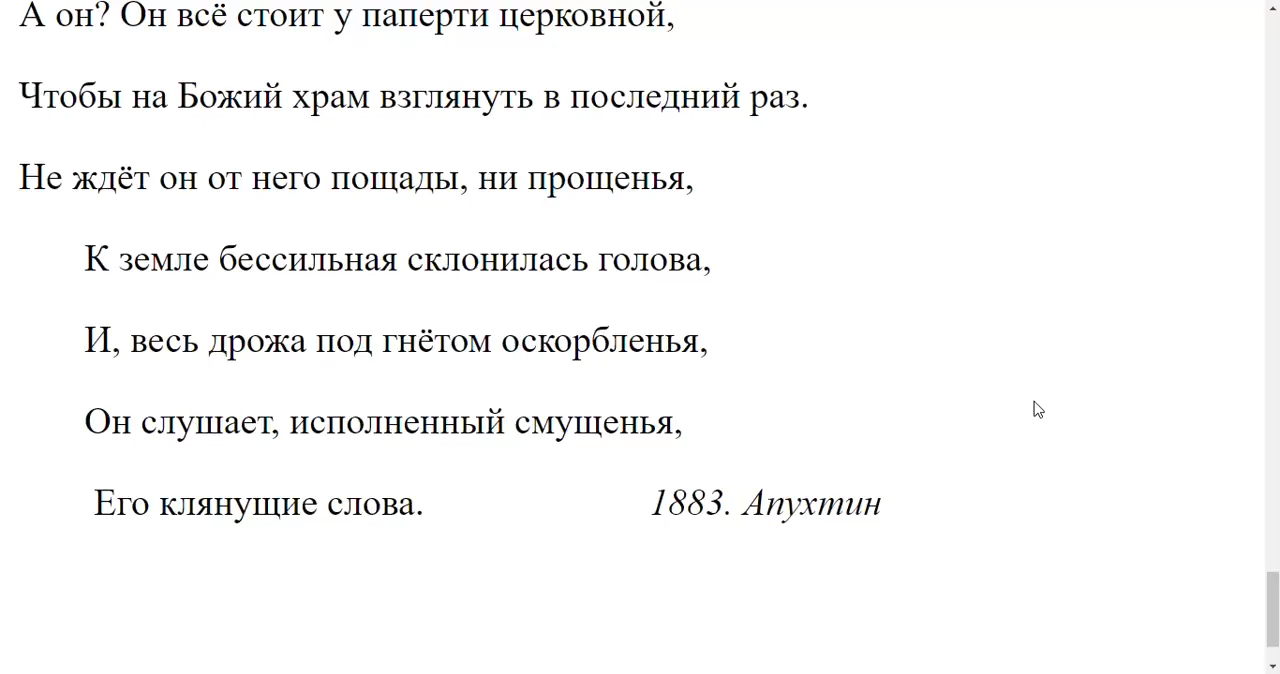 А он? Он всё стоит у паперти церковной,
Чтобы на Божий храм взглянуть в последний раз.
Не ждёт он от него пощады, ни прощенья,
К земле бессильная склонилась голова,
И, весь дрожа под гнётом оскорбленья,
Он слушает, исполненный смущенья,
Его клянущие слова. 1883. Апухтин